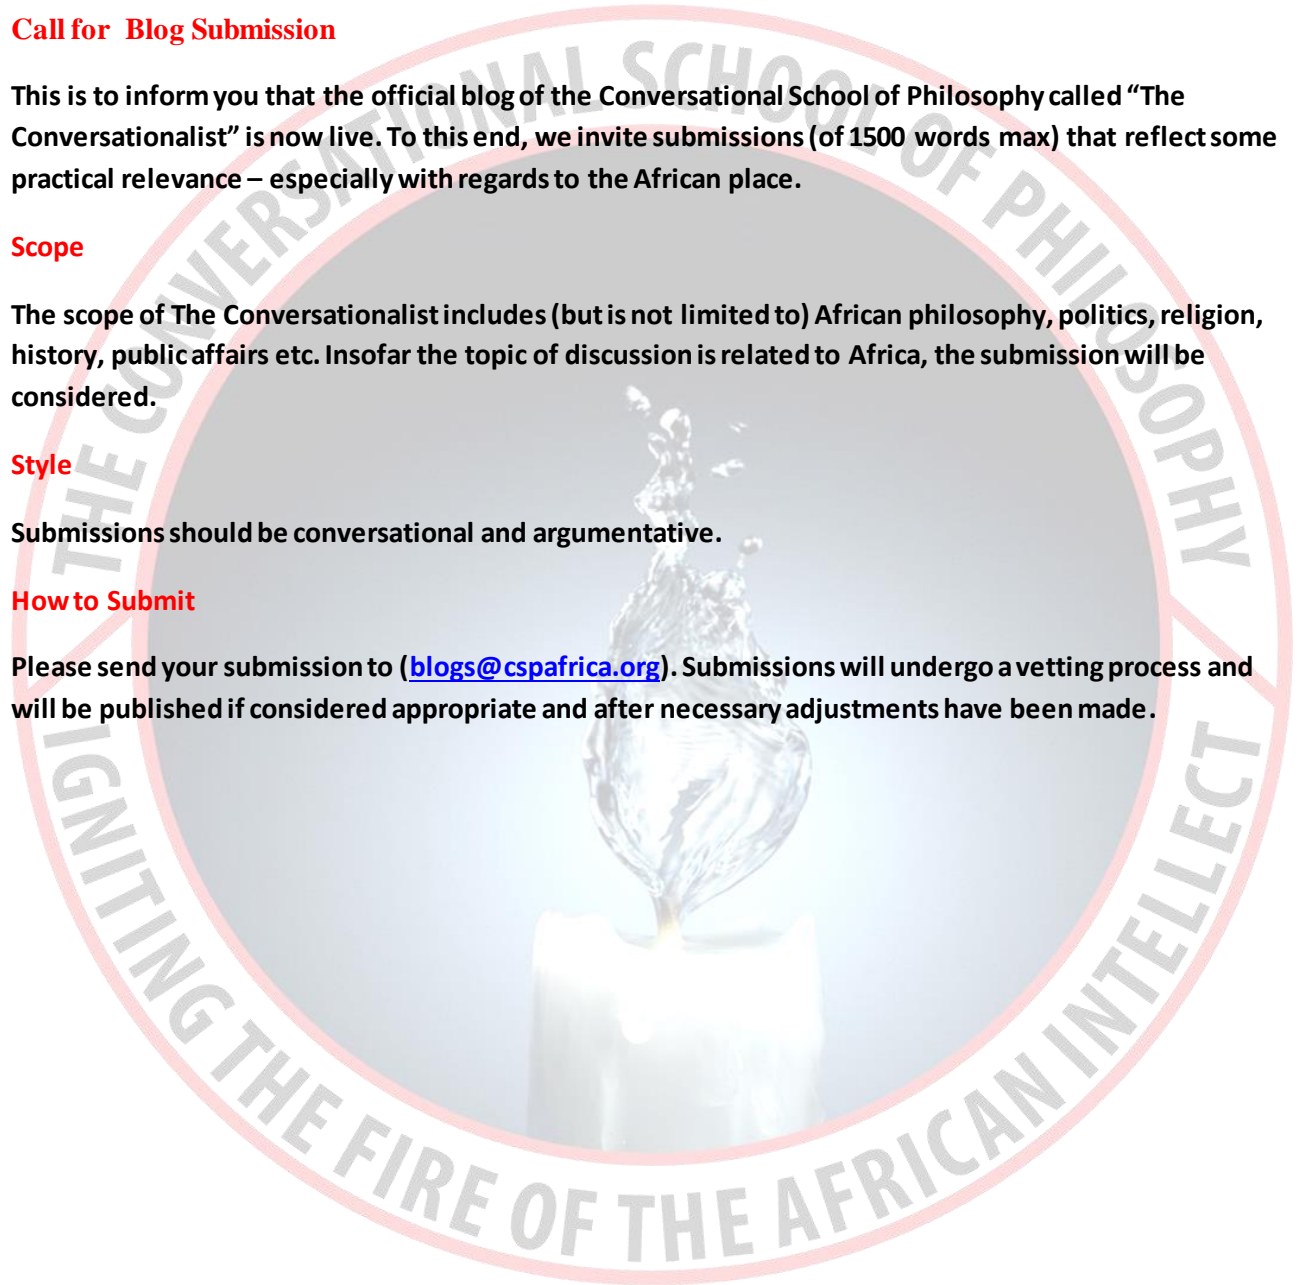 Call for Blog Submission
This is to inform you that the official blog of the Conversational School of Philosophy called “The
Conversationalist” is now live. To this end, we invite submissions (of 1500 words max) that reflect some
practical relevance – especially with regards to the African place.
Scope
The scope of The Conversationalist includes (but is not limited to) African philosophy, politics, religion,
history, public affairs etc. Insofar the topic of discussion is related to Africa, the submission will be
considered.
Style
Submissions should be conversational and argumentative.
How to Submit
Please send your submission to (blogs@cspafrica.org). Submissions will undergo a vetting process and
will be published if considered appropriate and after necessary adjustments have been made.
THE CONVERSATIONAL SCHOOL OF PHILOSOPHY
IGNITING THE FIRE OF THE AFRICAN INTELLECT